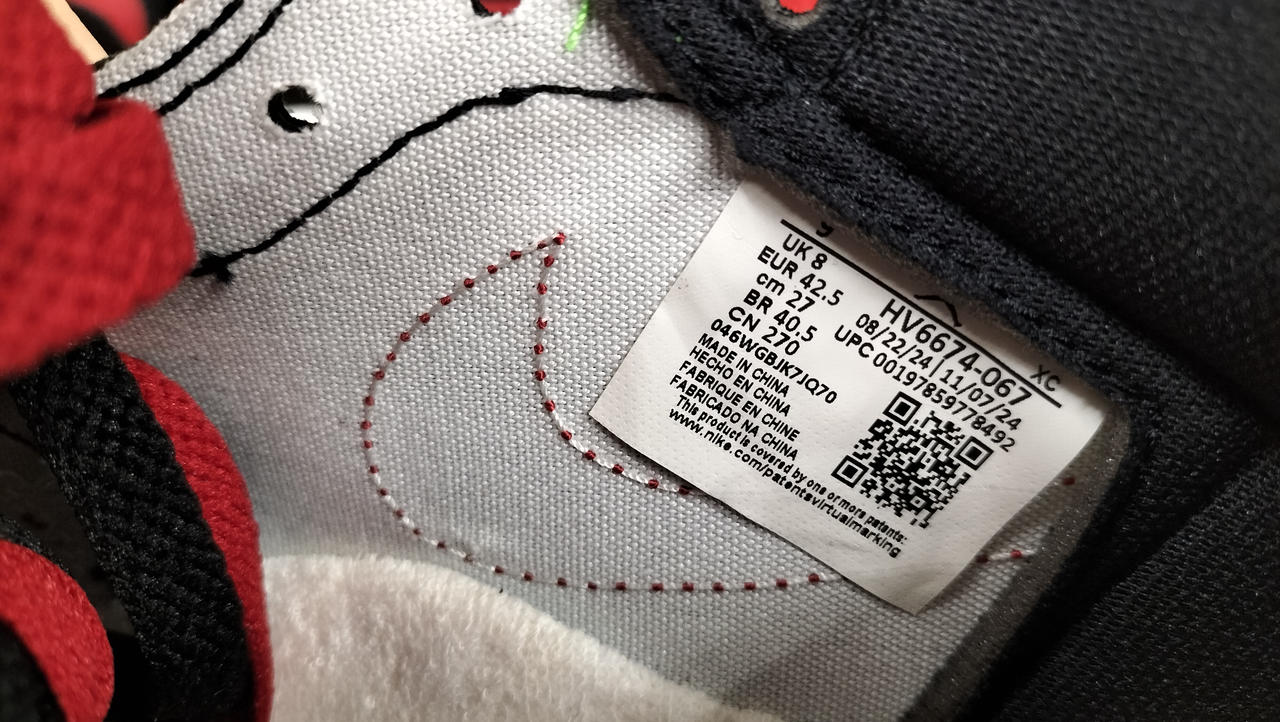 UK 8
EUR 42.5
cm 27
BR 40.5
CN 270
046WGBJK7JQ70
MADE IN CHINA
HECHO EN CHINA
FABRIQUE EN CHINE
FABRICADO NA CHINA
This product is covered by one or more patents:
www.nike.com/patentsvirtualmarking
XC
HV6674-067
08/22/24|11/07/24
UPC 00197859778492